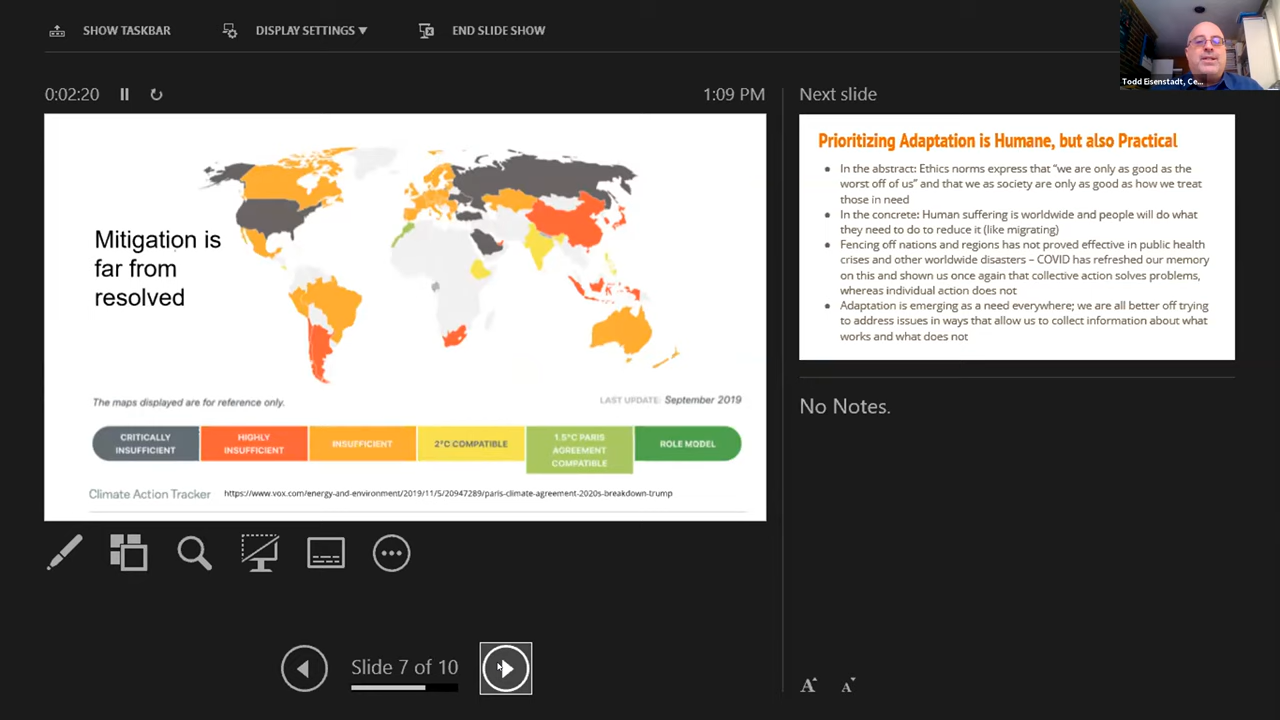 SHOW TASKBAR
DISPLAY SETTINGS
END SLIDE SHOW
Todd Eisenstadt, Ce...
0:02:20
1:09 PM
Mitigation is
far from
resolved
The maps displayed are for reference only.
LAST UPDATE: September 2019
CRITICALLY
INSUFFICIENT
HIGHLY
INSUFFICIENT
INSUFFICIENT
2°C COMPATIBLE
1.5°C PARIS
AGREEMENT
COMPATIBLE
ROLE MODEL
Climate Action Tracker
https://www.vox.com/energy-and-environment/2019/11/5/20947289/paris-climate-agreement-2020s-breakdown-trump
Slide 7 of 10
Next slide
Prioritizing Adaptation is Humane, but also Practical
In the abstract: Ethics norms express that “we are only as good as the
worst off of us” and that we as society are only as good as how we treat
those in need
In the concrete: Human suffering is worldwide and people will do what
they need to do to reduce it (like migrating)
Fencing off nations and regions has not proved effective in public health
crises and other worldwide disasters – COVID has refreshed our memory
on this and shown us once again that collective action solves problems,
whereas individual action does not
Adaptation is emerging as a need everywhere; we are all better off trying
to address issues in ways that allow us to collect information about what
works and what does not
No Notes.
A A